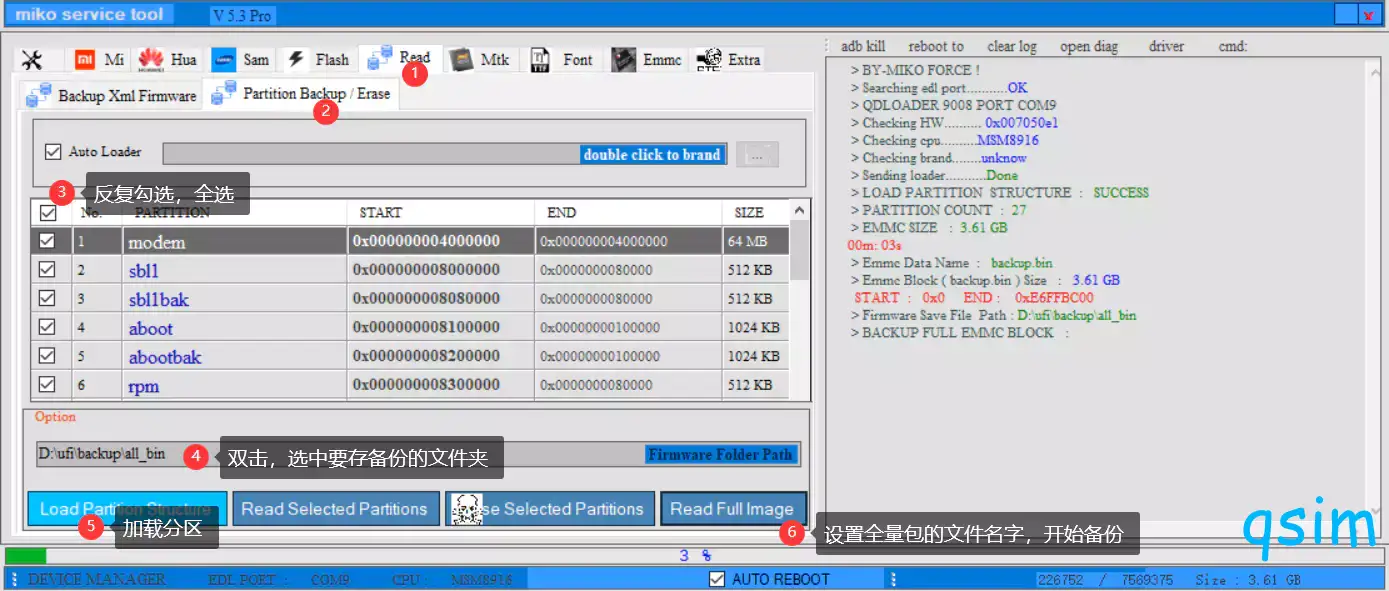 miko service tool
V 5.3 Pro
x
Mi
Hua
Sam
Flash
Read
Mtk
Font
Emmc
Extra
1
Backup Xml Firmware
Partition Backup / Erase
2
Auto Loader
double click to brand
...
3
反复勾选，全选
No.
PARTITION
START
END
SIZE
1 modem 0x000000004000000 0x000000004000000 64 MB
2 sbl1 0x000000008000000 0x0000000080000 512 KB
3 sbl1bak 0x000000008080000 0x0000000080000 512 KB
4 aboot 0x000000008100000 0x00000000100000 1024 KB
5 abootbak 0x000000008200000 0x00000000100000 1024 KB
6 rpm 0x000000008300000 0x0000000080000 512 KB
Option
D:\ufi\backup\all_bin
4
双击，选中要存备份的文件夹
Firmware Folder Path
Load Partition Structure
Read Selected Partitions
se Selected Partitions
Read Full Image
5
加载分区
6
设置全量包的文件名字，开始备份
adb kill
reboot to
clear log
open diag
driver
cmd:
> BY-MIKO FORCE !
> Searching edl port...........OK
> QDLOADER 9008 PORT COM9
> Checking HW.......... 0x007050e1
> Checking cpu..........MSM8916
> Checking brand........unknow
> Sending loader...........Done
> LOAD PARTITION STRUCTURE : SUCCESS
> PARTITION COUNT : 27
> EMMC SIZE : 3.61 GB
00m: 03s
> Emmc Data Name : backup.bin
> Emmc Block ( backup.bin ) Size : 3.61 GB
START : 0x0 END : 0xE6FFBC00
> Firmware Save File Path : D:\ufi\backup\all_bin
> BACKUP FULL EMMC BLOCK :
qsim
3 %
DEVICE MANAGER
EDL PORT :
COM9
CPU :
MSM8916
AUTO REBOOT
226752 / 7569375 Size : 3.61 GB